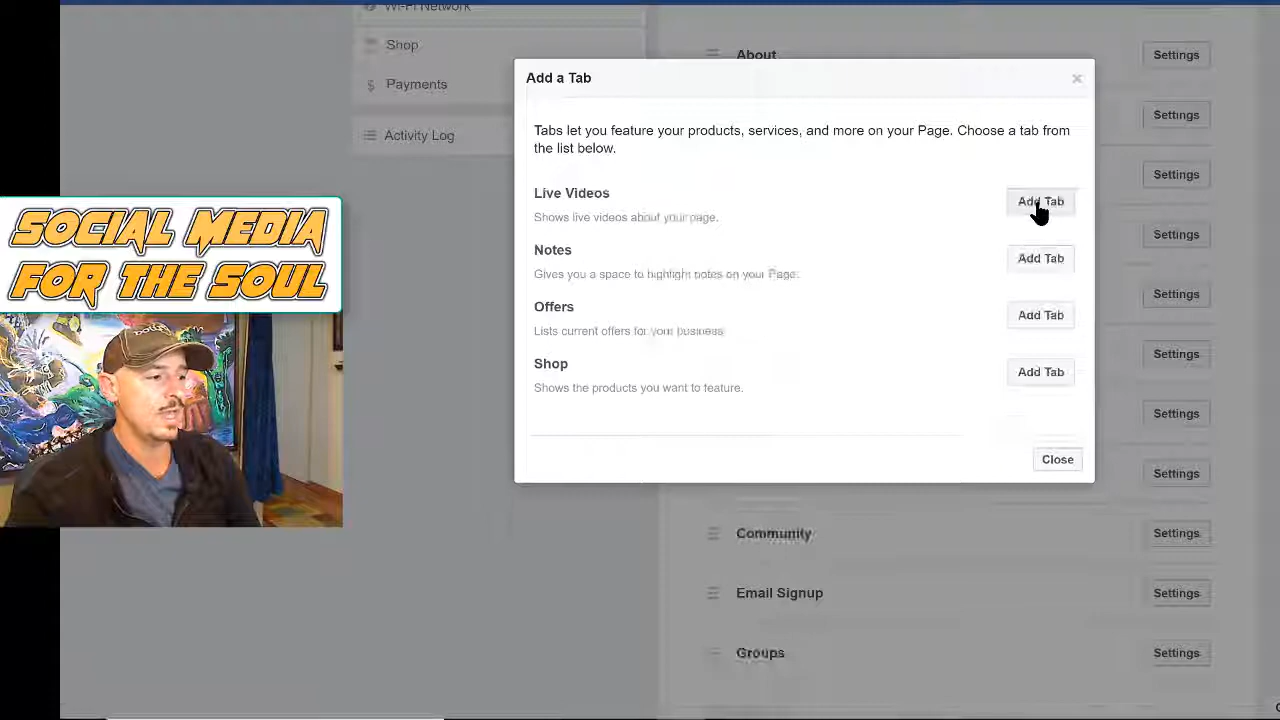 Wi-Fi Network
Shop
Payments
Activity Log
SOCIAL MEDIA
FOR THE SOUL
About
Settings
Add a Tab
×
Tabs let you feature your products, services, and more on your Page. Choose a tab from
the list below.
Live Videos
Shows live videos about your page.
Add Tab
Notes
Gives you a space to highlight notes on your Page.
Add Tab
Offers
Lists current offers for your business
Add Tab
Shop
Shows the products you want to feature.
Add Tab
Close
Settings
Settings
Settings
Settings
Settings
Settings
Settings
Community
Settings
Email Signup
Settings
Groups
Settings